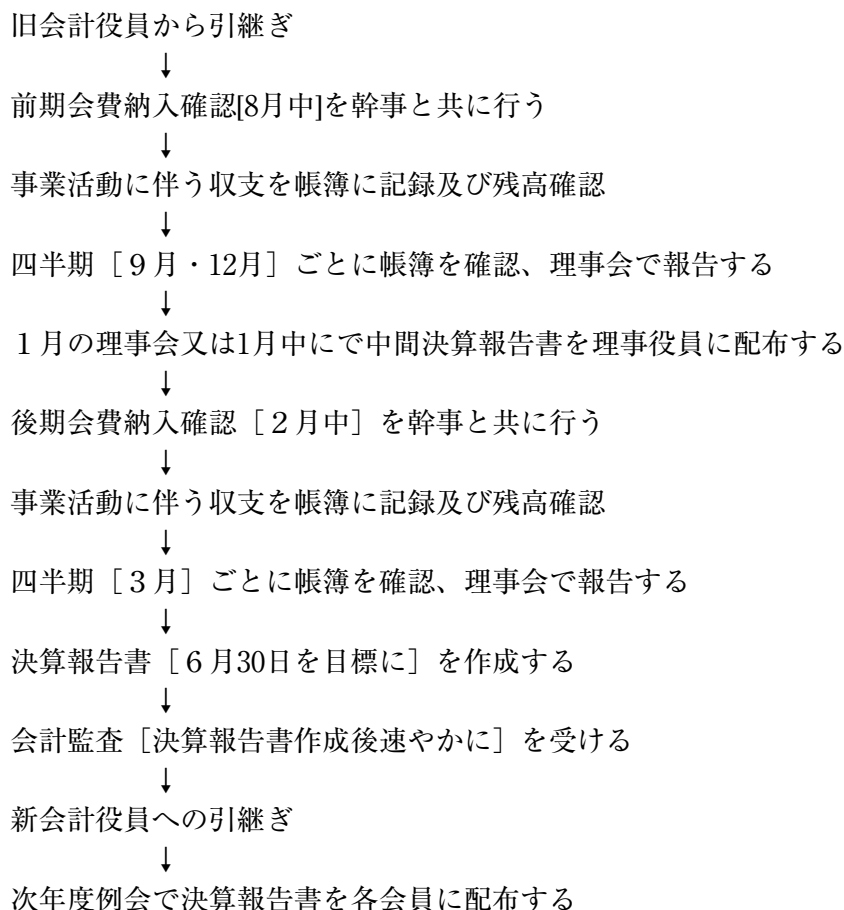 旧会計役員から引継ぎ
↓
前期会費納入確認[8月中]を幹事と共に行う
↓
事業活動に伴う収支を帳簿に記録及び残高確認
↓
四半期［９月・12月］ごとに帳簿を確認、理事会で報告する
↓
１月の理事会又は1月中にで中間決算報告書を理事役員に配布する
↓
後期会費納入確認［２月中］を幹事と共に行う
↓
事業活動に伴う収支を帳簿に記録及び残高確認
↓
四半期［３月］ごとに帳簿を確認、理事会で報告する
↓
決算報告書［６月30日を目標に］を作成する
↓
会計監査［決算報告書作成後速やかに］を受ける
↓
新会計役員への引継ぎ
↓
次年度例会で決算報告書を各会員に配布する